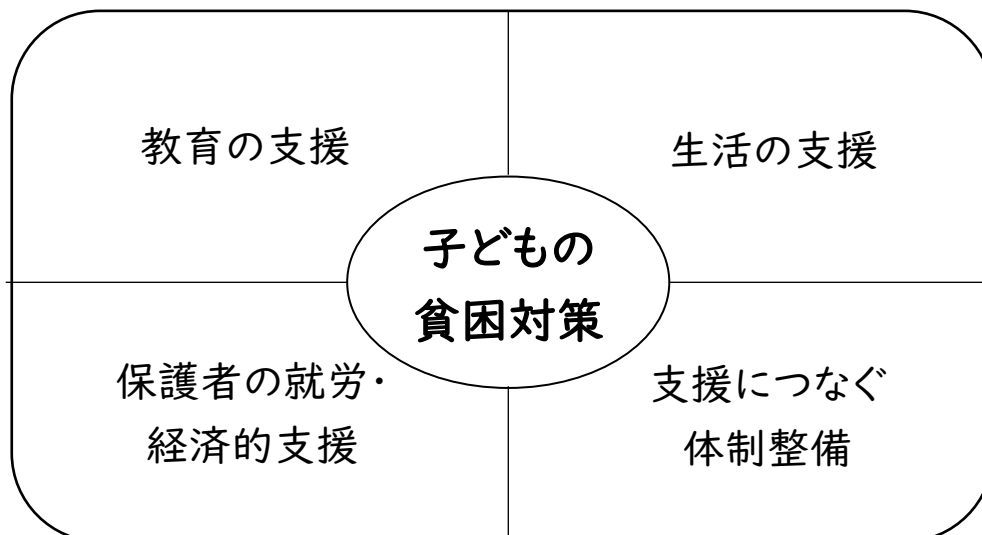 教育の支援
生活の支援
子どもの
貧困対策
保護者の就労・
経済的支援
支援につなぐ
体制整備